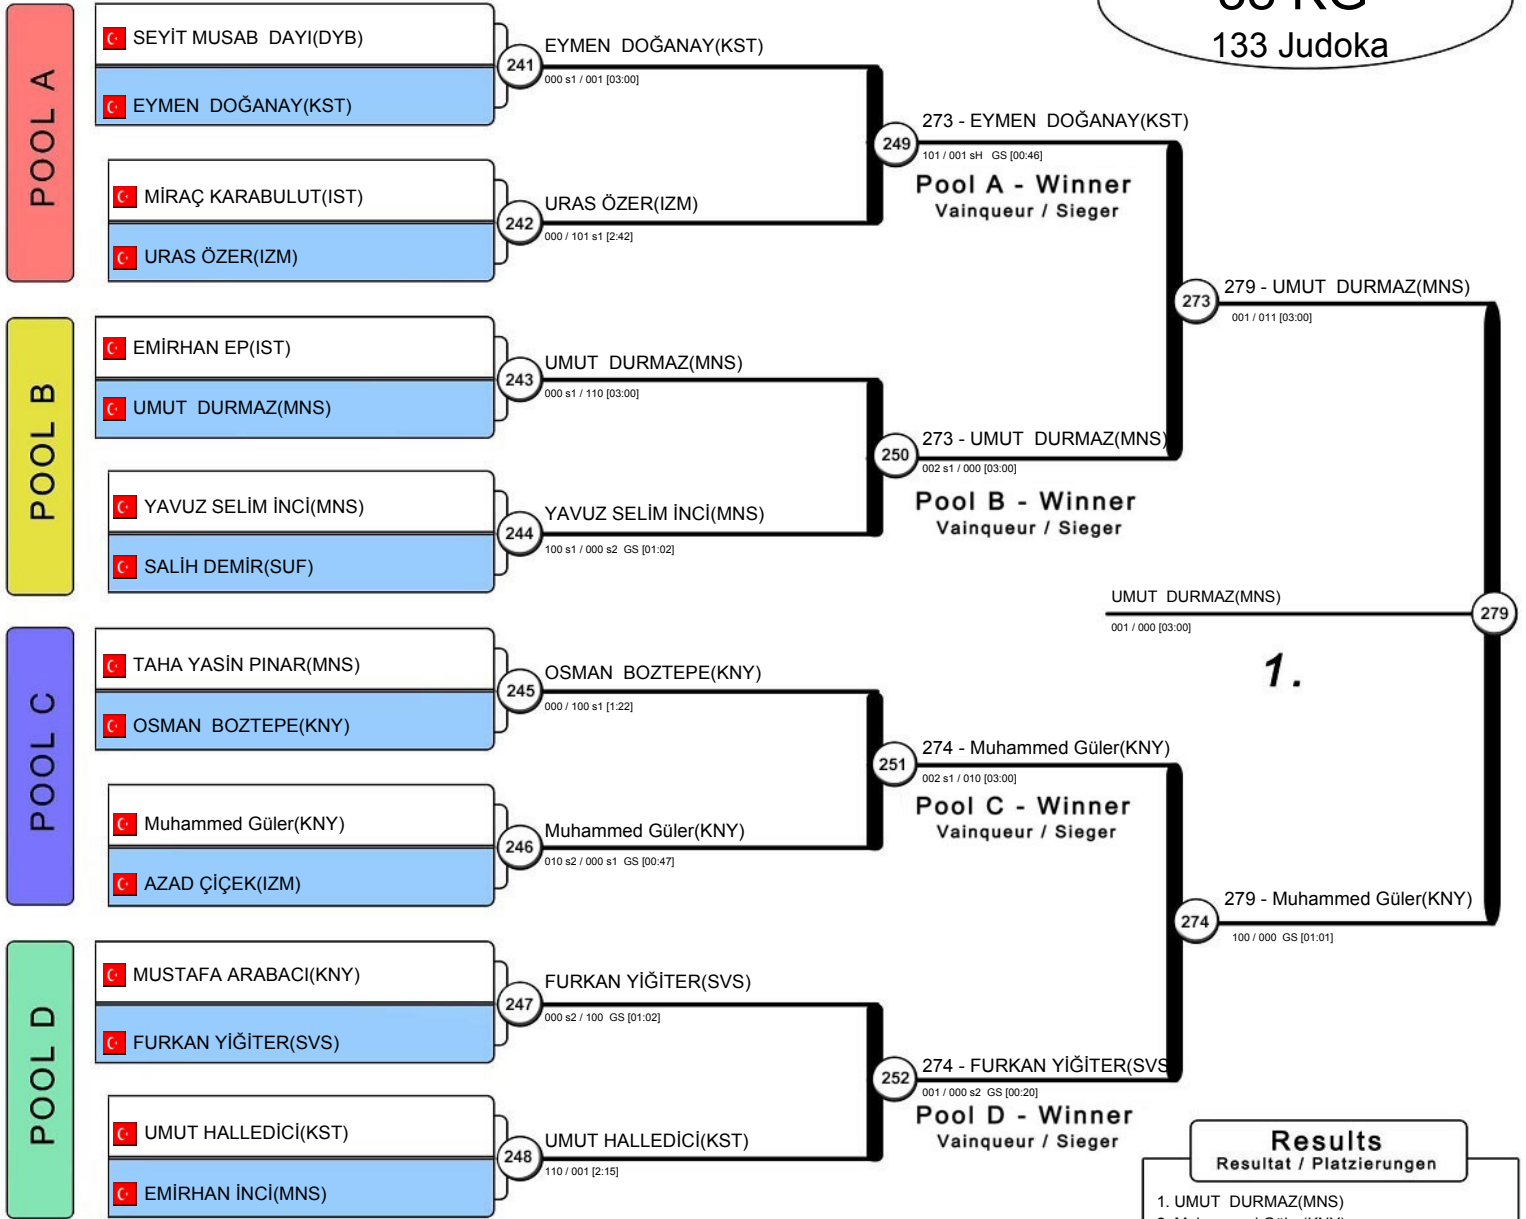 KG
133 Judoka
POOL A
SEYİT MUSAB  DAYI(DYB)
EYMEN  DOĞANAY(KST)
241
EYMEN  DOĞANAY(KST)
000 s1 / 001 [03:00]
MİRAÇ KARABULUT(IST)
URAS ÖZER(IZM)
242
URAS ÖZER(IZM)
000 / 101 s1 [2:42]
249
273 - EYMEN  DOĞANAY(KST)
101 / 001 sH   GS [00:46]
Pool A - Winner
Vainqueur / Sieger
POOL B
EMİRHAN EP(IST)
UMUT  DURMAZ(MNS)
243
UMUT  DURMAZ(MNS)
000 s1 / 110 [03:00]
YAVUZ SELİM İNCİ(MNS)
SALİH DEMİR(SUF)
244
YAVUZ SELİM İNCİ(MNS)
100 s1 / 000 s2  GS [01:02]
250
273 - UMUT  DURMAZ(MNS)
002 s1 / 000 [03:00]
Pool B - Winner
Vainqueur / Sieger
273
279 - UMUT  DURMAZ(MNS)
001 / 011 [03:00]
POOL C
TAHA YASİN PINAR(MNS)
OSMAN  BOZTEPE(KNY)
245
OSMAN  BOZTEPE(KNY)
000 / 100 s1 [1:22]
Muhammed Güler(KNY)
AZAD ÇİÇEK(IZM)
246
Muhammed Güler(KNY)
010 s2 / 000 s1  GS [00:47]
251
274 - Muhammed Güler(KNY)
002 s1 / 010 [03:00]
Pool C - Winner
Vainqueur / Sieger
POOL D
MUSTAFA ARABACI(KNY)
FURKAN YİĞİTER(SVS)
247
FURKAN YİĞİTER(SVS)
000 s2 / 100  GS [01:02]
UMUT HALLEDİCİ(KST)
EMİRHAN İNCİ(MNS)
248
UMUT HALLEDİCİ(KST)
110 / 001 [2:15]
252
274 - FURKAN YİĞİTER(SVS
001 / 000 s2  GS [00:20]
Pool D - Winner
Vainqueur / Sieger
274
279 - Muhammed Güler(KNY)
100 / 000  GS [01:01]
UMUT  DURMAZ(MNS)
279
001 / 000 [03:00]
1.
Results
Resultat / Platzierungen
1. UMUT  DURMAZ(MNS)